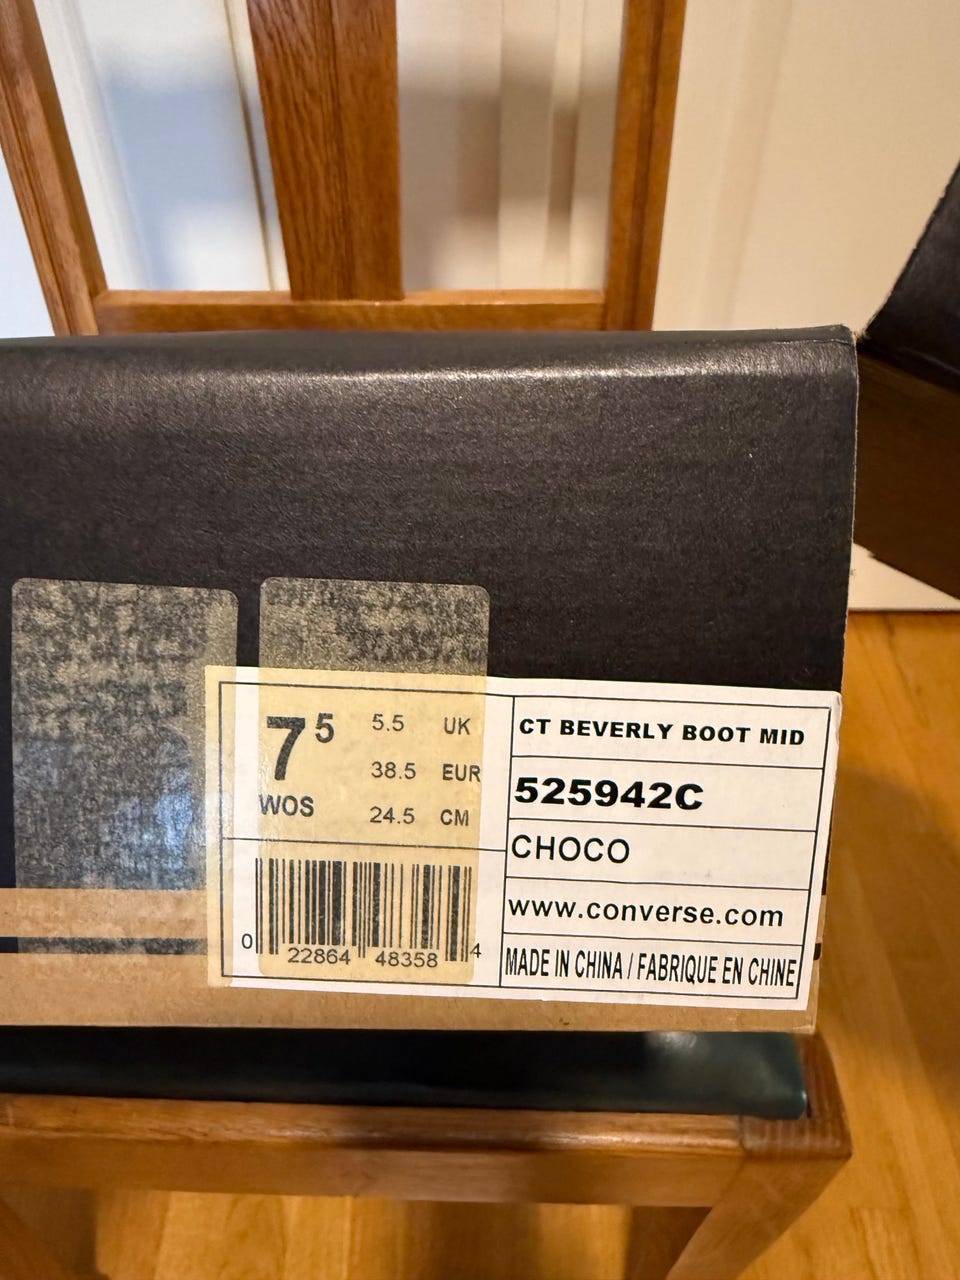 7 5
5.5 UK
38.5 EUR
WOS
24.5 CM
0 22864 48358 4
CT BEVERLY BOOT MID
525942C
CHOCO
www.converse.com
MADE IN CHINA / FABRIQUE EN CHINE